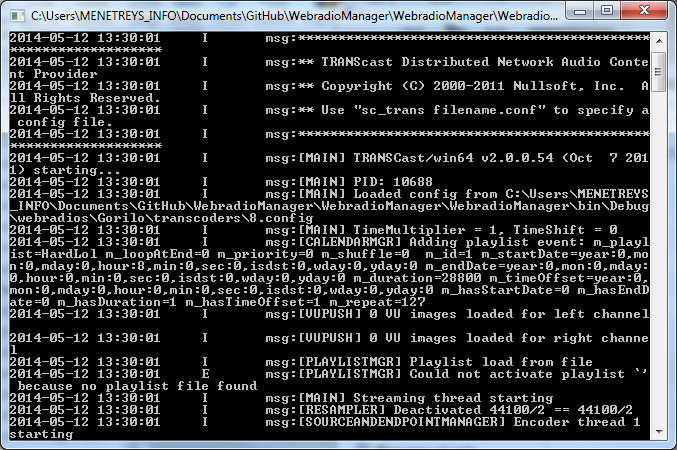 C:\Users\MENETREYS_INFO\Documents\GitHub\WebradioManager\WebradioManager\Webradio...
2014-05-12 13:30:01 I msg:*******************************************
********************
2014-05-12 13:30:01 I msg:** TRANScast Distributed Network Audio Conte
nt Provider
2014-05-12 13:30:01 I msg:** Copyright (C) 2000-2011 Nullsoft, Inc.  A
ll Rights Reserved.
2014-05-12 13:30:01 I msg:** Use "sc_trans filename.conf" to specify a
 config file.
2014-05-12 13:30:01 I msg:*******************************************
********************
2014-05-12 13:30:01 I msg:[MAIN] TRANSCast/win64 v2.0.0.54 (Oct  7 201
1) starting...
2014-05-12 13:30:01 I msg:[MAIN] PID: 10688
2014-05-12 13:30:01 I msg:[MAIN] Loaded config from C:\Users\MENETREYS
_INFO\Documents\GitHub\WebradioManager\WebradioManager\WebradioManager\bin\Debug
\webradios\Gorilo\transcoders\8.config
2014-05-12 13:30:01 I msg:[MAIN] TimeMultiplier = 1, TimeShift = 0
2014-05-12 13:30:01 I msg:[CALENDARMGR] Adding playlist event: m_playl
ist=HardLol m_loopAtEnd=0 m_priority=0 m_shuffle=0  m_id=1 m_startDate=year:0,mo
n:0,mday:0,hour:8,min:0,sec:0,isdst:0,wday:0,yday:0 m_endDate=year:0,mon:0,mday:
0,hour:0,min:0,sec:0,isdst:0,wday:0,yday:0 m_duration=28800 m_timeOffset=year:0,
mon:0,mday:0,hour:0,min:0,sec:0,isdst:0,wday:0,yday:0 m_hasStartDate=0 m_hasEndD
ate=0 m_hasDuration=1 m_hasTimeOffset=1 m_repeat=127
2014-05-12 13:30:01 I msg:[VUPUSH] 0 VU images loaded for left channel
2014-05-12 13:30:01 I msg:[VUPUSH] 0 VU images loaded for right channe
l
2014-05-12 13:30:01 I msg:[PLAYLISTMGR] Playlist load from file
2014-05-12 13:30:01 E msg:[PLAYLISTMGR] Could not activate playlist `'
 because no playlist file found
2014-05-12 13:30:01 I msg:[MAIN] Streaming thread starting
2014-05-12 13:30:01 I msg:[RESAMPLER] Deactivated 44100/2 == 44100/2
2014-05-12 13:30:01 I msg:[SOURCEANDENDPOINTMANAGER] Encoder thread 1
starting